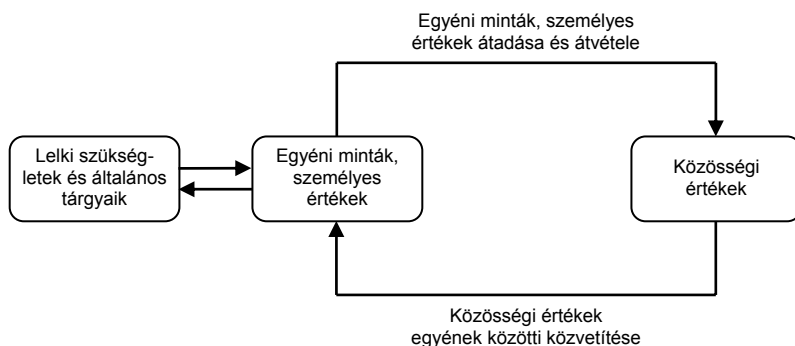 Egyéni minták, személyes
értékek átadása és átvétele
Lelki szükség-
letek és általános
tárgyaik
Egyéni minták,
személyes
értékek
Közösségi
értékek
Közösségi értékek
egyének közötti közvetítése